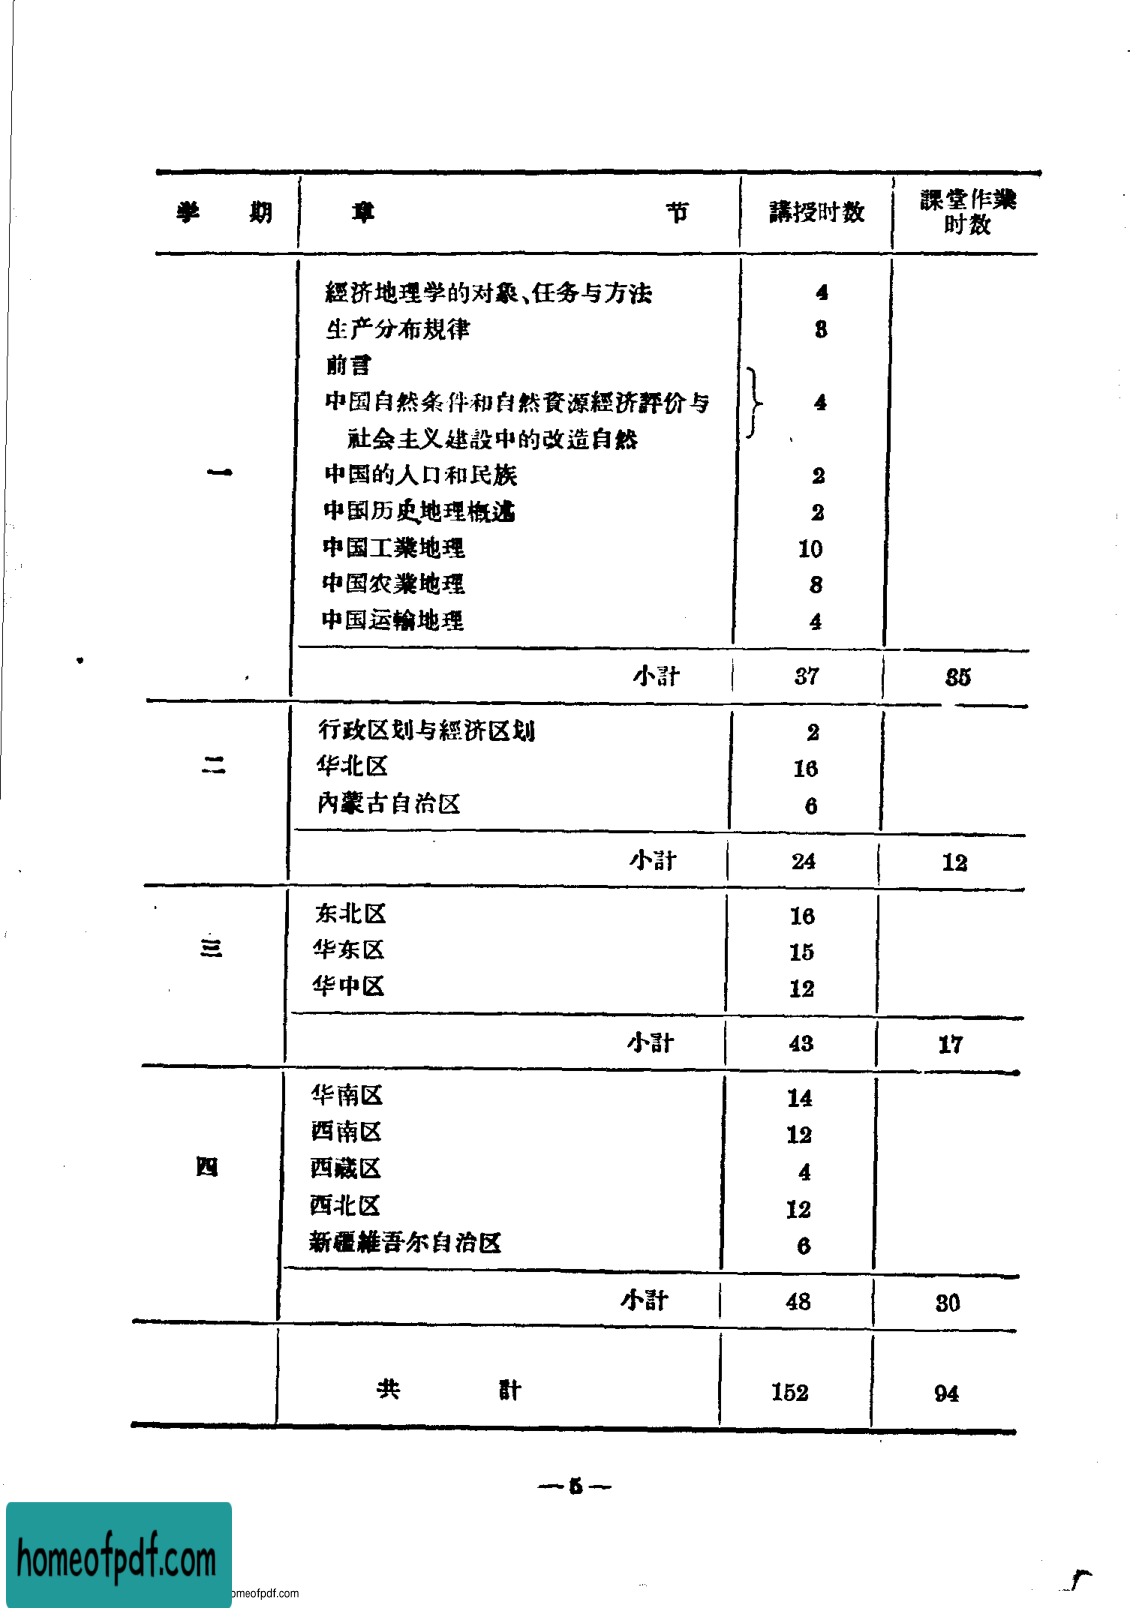 学 期 章 节 講授时数 課堂作業
时数
經济地理学的对象、任务与方法 4
生产分布規律 3
前言
中国自然条件和自然資源經济評价与 4
社会主义建設中的改造自然
一 中国的人口和民族 2
中国历史地理概述 2
中国工業地理 10
中国农業地理 8
中国运輸地理 4
小計 37 35
行政区划与經济区划 2
二 华北区 16
內蒙古自治区 6
小計 24 12
东北区 16
三 华东区 15
华中区 12
小計 43 17
华南区 14
西南区 12
四 西藏区 4
西北区 12
新疆維吾尔自治区 6
小計 48 30
共 計 152 94
—5—
homeofpdf.com
omeofpdf.com